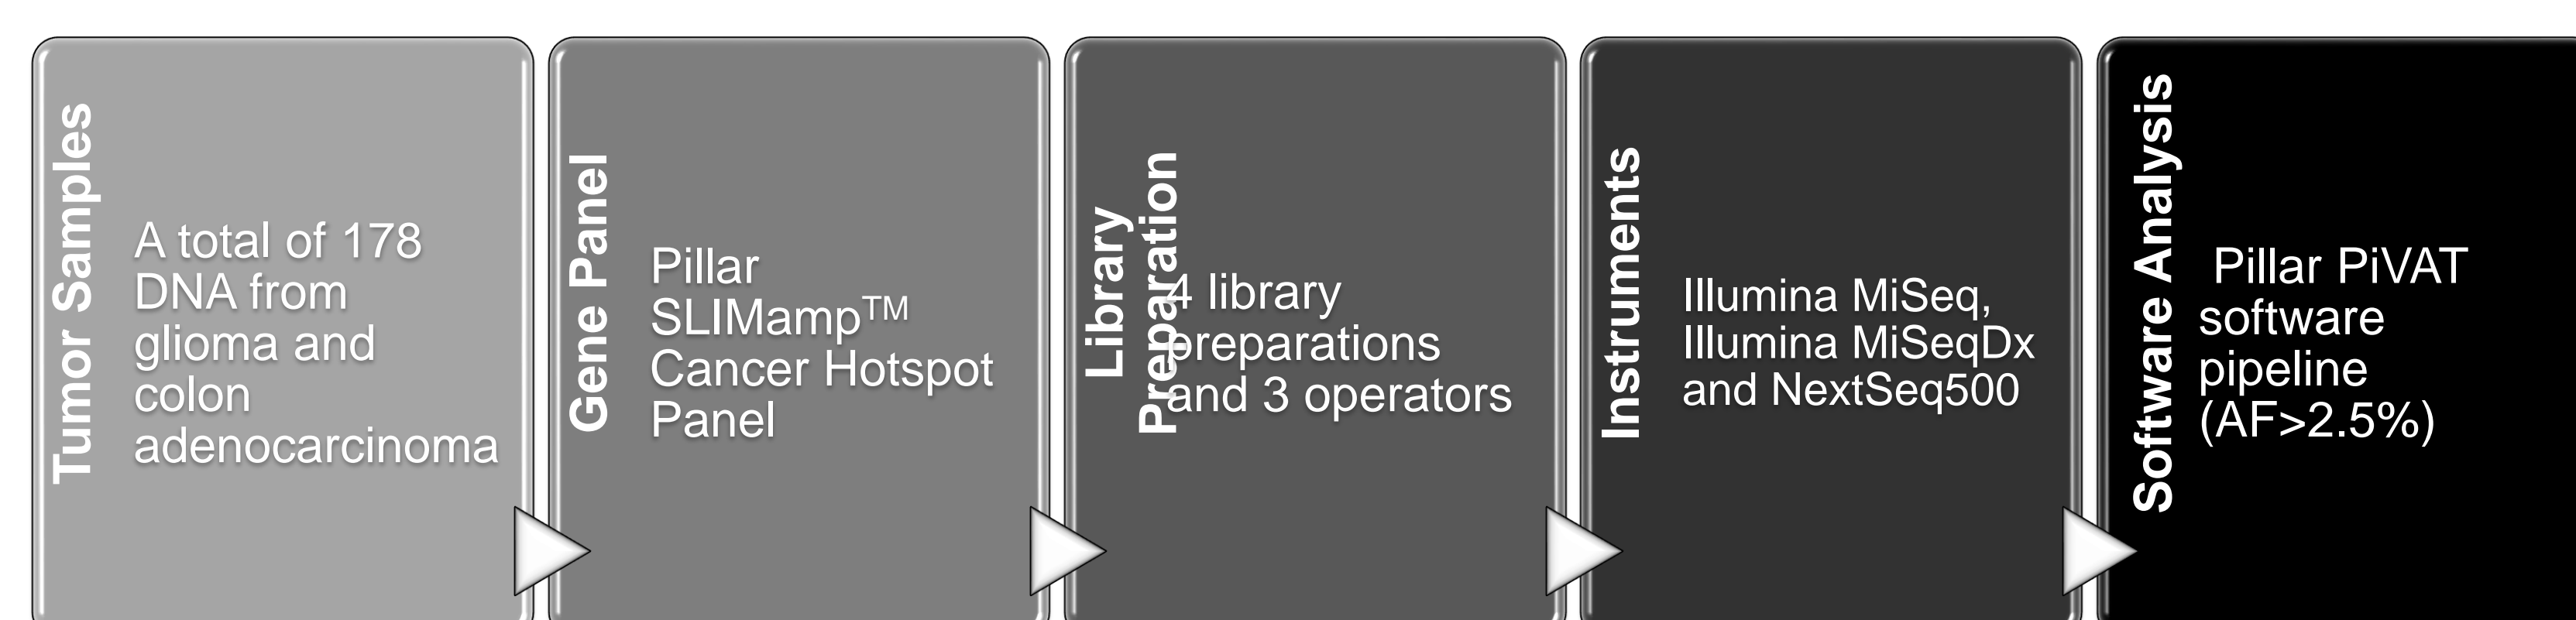 Tumor Samples
A total of 178
DNA from
glioma and
colon
adenocarcinoma
Gene Panel
Pillar
SLIMamp™
Cancer Hotspot
Panel
Library
Preparation
4 library
preparations
and 3 operators
Instruments
Illumina MiSeq,
Illumina MiSeqDx
and NextSeq500
Software Analysis
Pillar PiVAT
software
pipeline
(AF>2.5%)